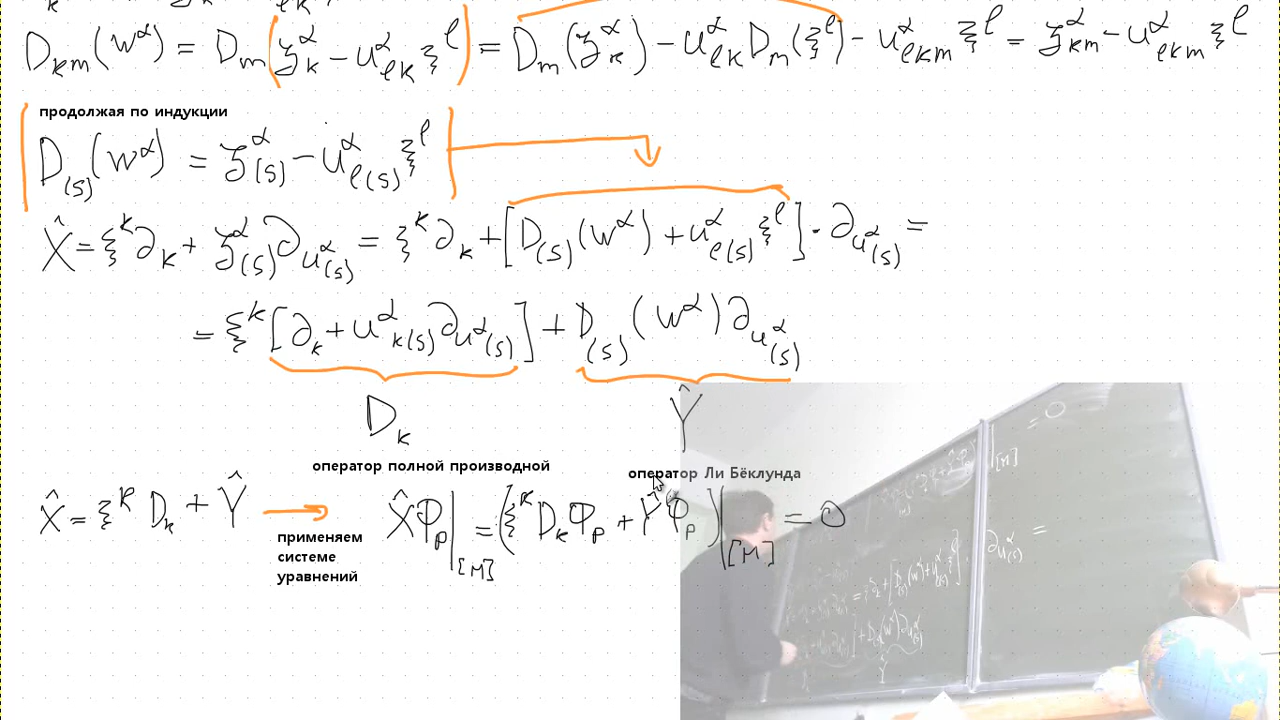 D_{km}(w^α) = D_m(ζ^α_k − u^α_{ℓk} ξ^ℓ) = D_m(ζ^α_k) − u^α_{ℓk} D_m(ξ^ℓ) − u^α_{ℓkm} ξ^ℓ = ζ^α_{km} − u^α_{ℓkm} ξ^ℓ
продолжая по индукции
D_{(s)}(w^α) = ζ^α_{(s)} − u^α_{ℓ(s)} ξ^ℓ
X̂ = ξ^k ∂_k + ζ^α_{(s)} ∂_{u^α_{(s)}} = ξ^k ∂_k + [D_{(s)}(w^α) + u^α_{ℓ(s)} ξ^ℓ] · ∂_{u^α_{(s)}} =
= ξ^k [∂_k + u^α_{k(s)} ∂_{u^α_{(s)}}] + D_{(s)}(w^α) ∂_{u^α_{(s)}}
D_k Ŷ
оператор полной производной
оператор Ли Бёклунда
X̂ = ξ^k D_k + Ŷ → X̂Φ_p|_{[M]} = (ξ^k D_k Φ_p + ŶΦ_p)|_{[M]} = 0
применяем
системе
уравнений